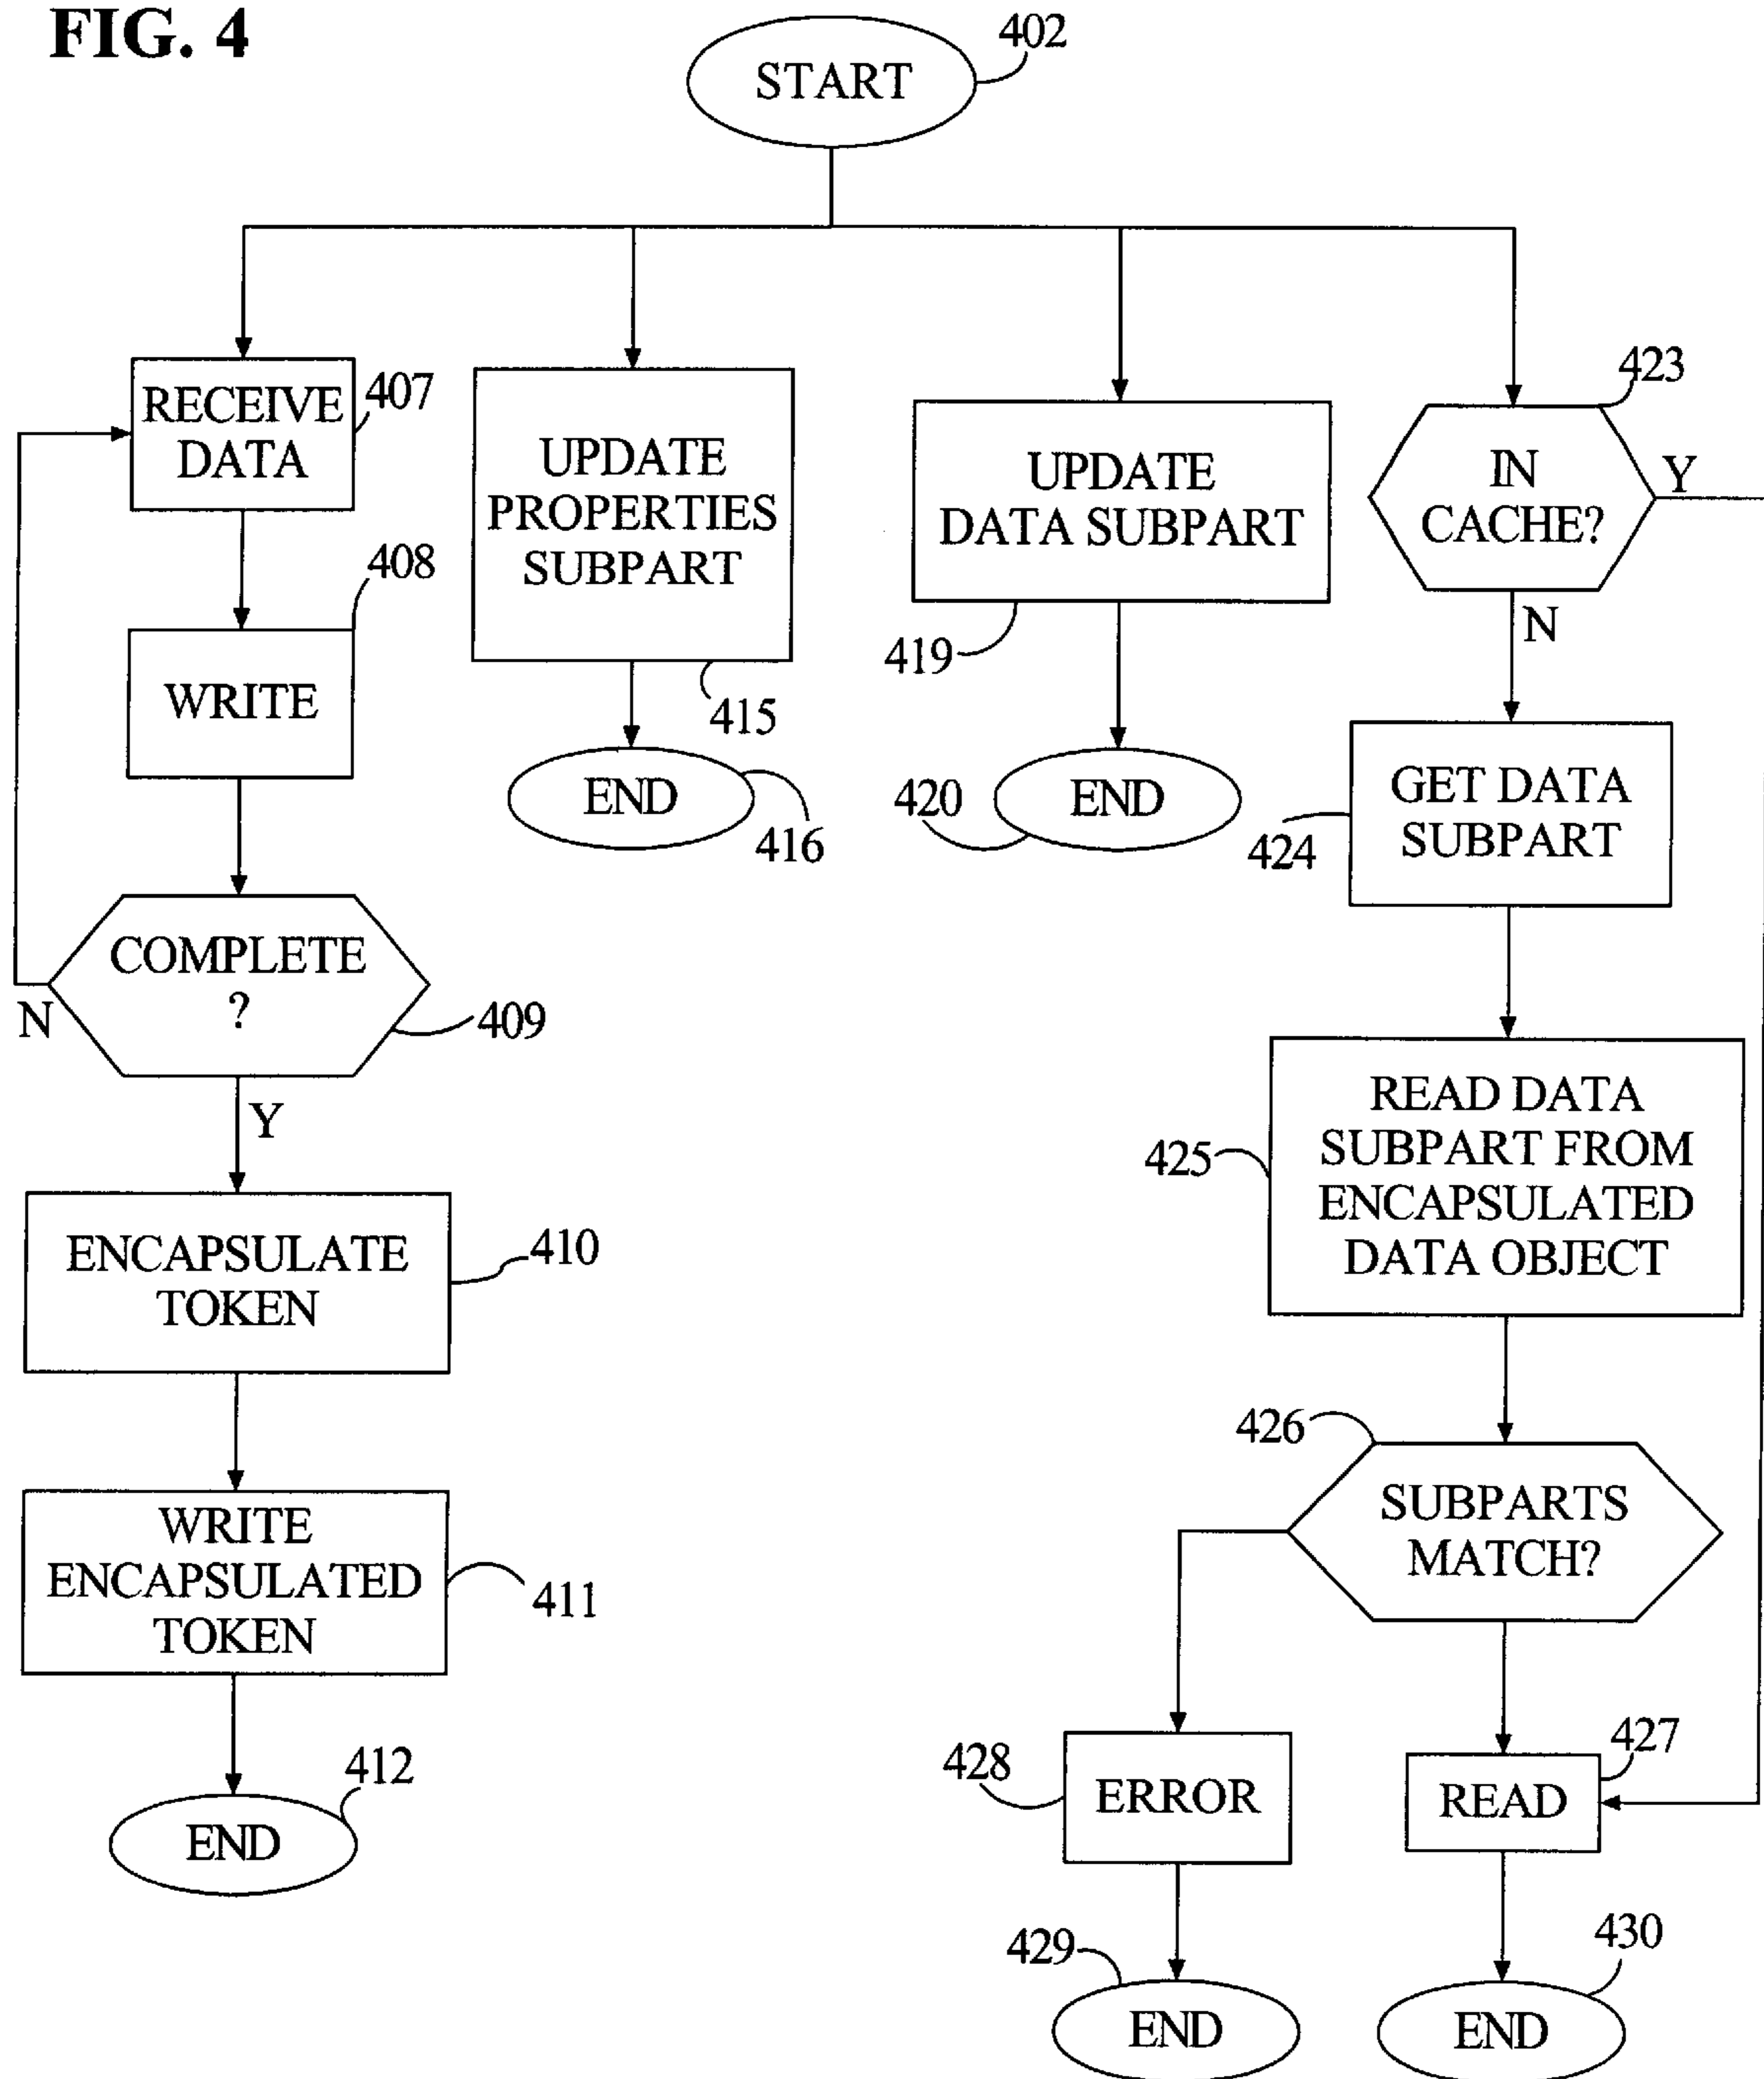 FIG. 4
402
START
407
RECEIVE
DATA
408
WRITE
COMPLETE
?
N
409
Y
ENCAPSULATE
TOKEN
410
WRITE
ENCAPSULATED
TOKEN
411
412
END
UPDATE
PROPERTIES
SUBPART
415
END
416
UPDATE
DATA SUBPART
419
420
END
423
IN
CACHE?
Y
N
GET DATA
SUBPART
424
READ DATA
SUBPART FROM
ENCAPSULATED
DATA OBJECT
425
426
SUBPARTS
MATCH?
428
ERROR
427
READ
429
END
430
END